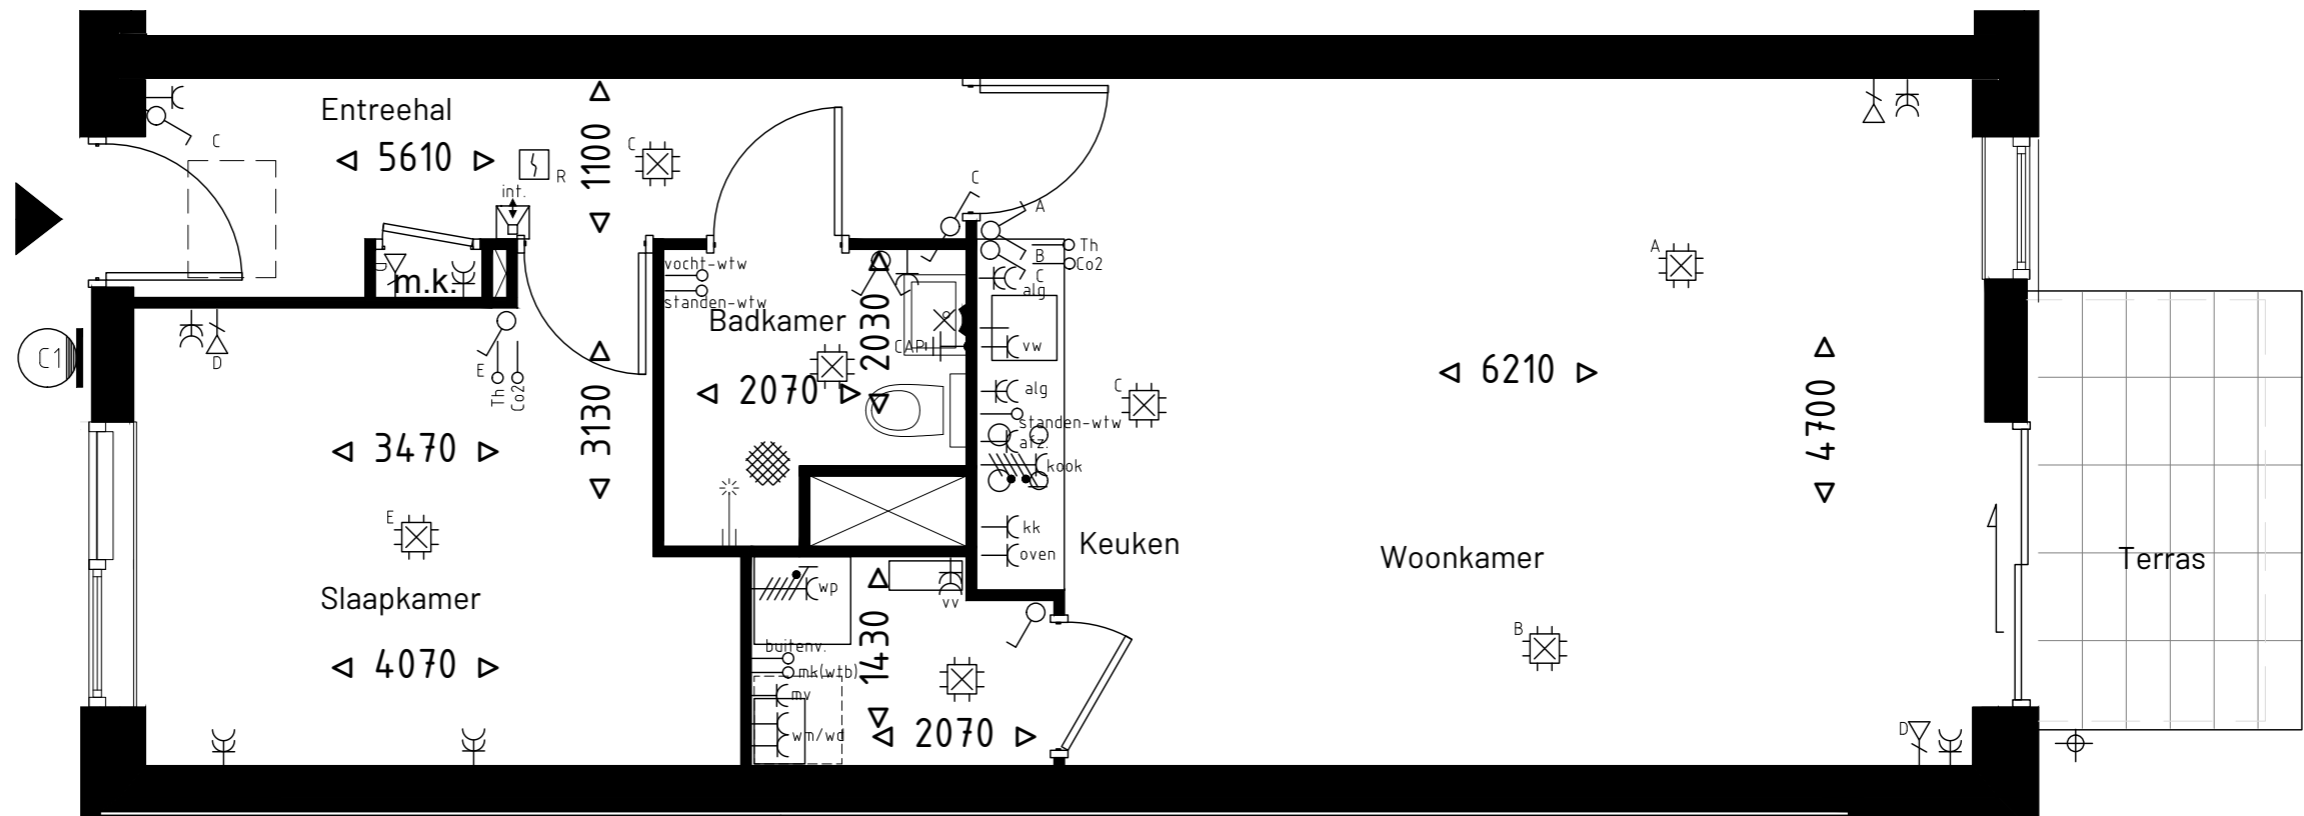 Entreehal
5610
C
R
int.
1100
C
C
A
B
Th
Co2
C
alg
A
m.k.
D
vocht-wtw
standen-wtw
Badkamer
2030
CAP
vw
2070
C1
E
Th
Co2
3130
alg
standen-wtw
afz.
kook
C
6210
4700
3470
E
kk
oven
Keuken
Woonkamer
Terras
Slaapkamer
wp
vv
1430
B
4070
buitenv.
mk(wtb)
mv
wm/wd
2070
D